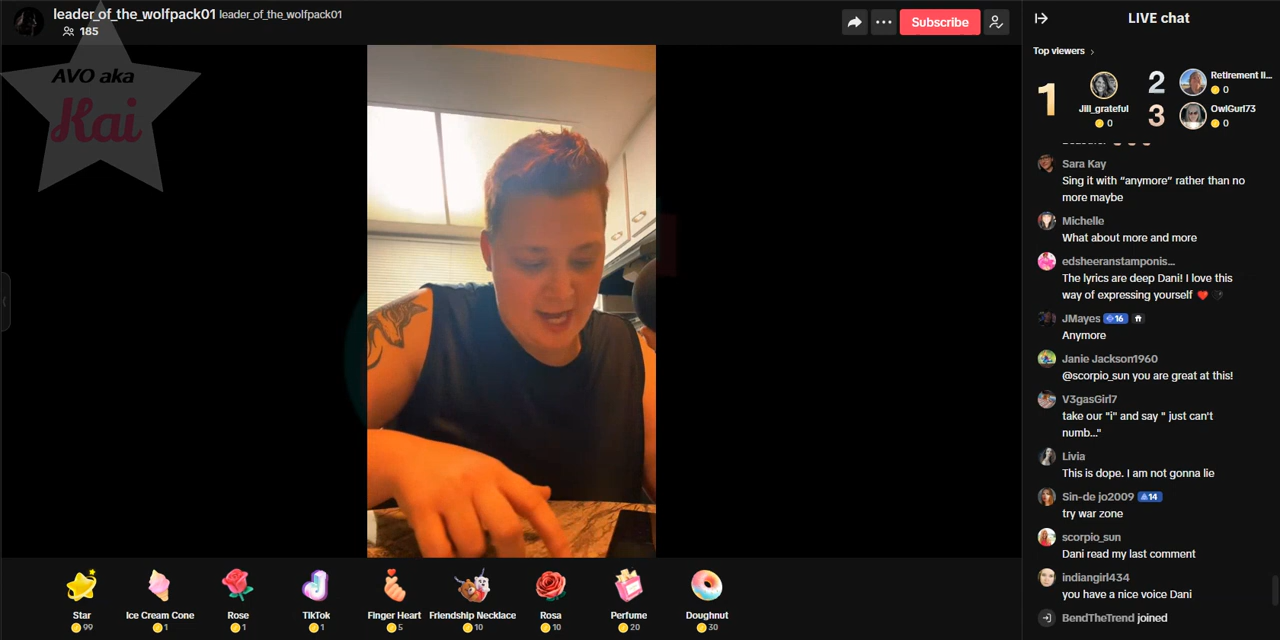 leader_of_the_wolfpack01 leader_of_the_wolfpack01
185
Subscribe
AVO aka
Kai
LIVE chat
Top viewers
1
Jill_grateful
0
2
Retirement li...
0
3
OwlGurl73
0
Sara Kay
Sing it with “anymore” rather than no
more maybe
Michelle
What about more and more
edsheeranstamponis...
The lyrics are deep Dani! I love this
way of expressing yourself
JMayes 16
Anymore
Janie Jackson1960
@scorpio_sun you are great at this!
V3gasGirl7
take our "i" and say " just can't
numb..."
Livia
This is dope. I am not gonna lie
Sin-de jo2009 14
try war zone
scorpio_sun
Dani read my last comment
indiangirl434
you have a nice voice Dani
BendTheTrend joined
Star
99
Ice Cream Cone
1
Rose
1
TikTok
1
Finger Heart
5
Friendship Necklace
10
Rosa
10
Perfume
20
Doughnut
30